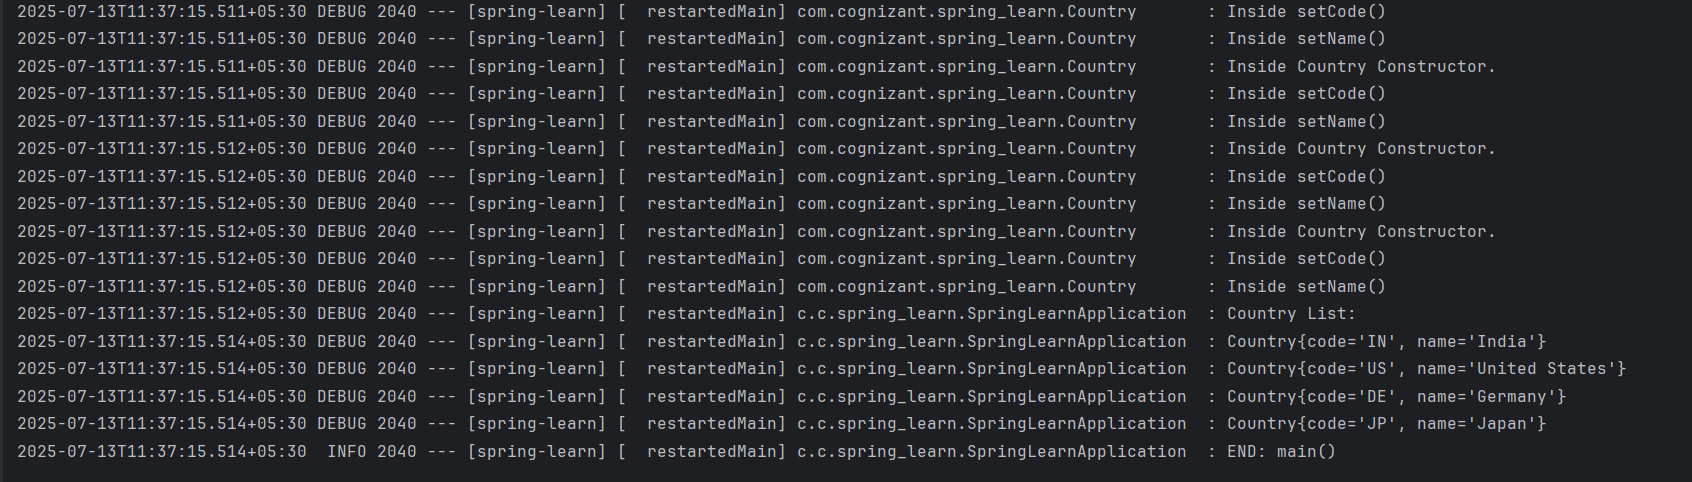 2025-07-13T11:37:15.511+05:30 DEBUG 2040 --- [spring-learn] [  restartedMain] com.cognizant.spring_learn.Country       : Inside setCode()
2025-07-13T11:37:15.511+05:30 DEBUG 2040 --- [spring-learn] [  restartedMain] com.cognizant.spring_learn.Country       : Inside setName()
2025-07-13T11:37:15.511+05:30 DEBUG 2040 --- [spring-learn] [  restartedMain] com.cognizant.spring_learn.Country       : Inside Country Constructor.
2025-07-13T11:37:15.511+05:30 DEBUG 2040 --- [spring-learn] [  restartedMain] com.cognizant.spring_learn.Country       : Inside setCode()
2025-07-13T11:37:15.511+05:30 DEBUG 2040 --- [spring-learn] [  restartedMain] com.cognizant.spring_learn.Country       : Inside setName()
2025-07-13T11:37:15.512+05:30 DEBUG 2040 --- [spring-learn] [  restartedMain] com.cognizant.spring_learn.Country       : Inside Country Constructor.
2025-07-13T11:37:15.512+05:30 DEBUG 2040 --- [spring-learn] [  restartedMain] com.cognizant.spring_learn.Country       : Inside setCode()
2025-07-13T11:37:15.512+05:30 DEBUG 2040 --- [spring-learn] [  restartedMain] com.cognizant.spring_learn.Country       : Inside setName()
2025-07-13T11:37:15.512+05:30 DEBUG 2040 --- [spring-learn] [  restartedMain] com.cognizant.spring_learn.Country       : Inside Country Constructor.
2025-07-13T11:37:15.512+05:30 DEBUG 2040 --- [spring-learn] [  restartedMain] com.cognizant.spring_learn.Country       : Inside setCode()
2025-07-13T11:37:15.512+05:30 DEBUG 2040 --- [spring-learn] [  restartedMain] com.cognizant.spring_learn.Country       : Inside setName()
2025-07-13T11:37:15.512+05:30 DEBUG 2040 --- [spring-learn] [  restartedMain] c.c.spring_learn.SpringLearnApplication  : Country List:
2025-07-13T11:37:15.514+05:30 DEBUG 2040 --- [spring-learn] [  restartedMain] c.c.spring_learn.SpringLearnApplication  : Country{code='IN', name='India'}
2025-07-13T11:37:15.514+05:30 DEBUG 2040 --- [spring-learn] [  restartedMain] c.c.spring_learn.SpringLearnApplication  : Country{code='US', name='United States'}
2025-07-13T11:37:15.514+05:30 DEBUG 2040 --- [spring-learn] [  restartedMain] c.c.spring_learn.SpringLearnApplication  : Country{code='DE', name='Germany'}
2025-07-13T11:37:15.514+05:30 DEBUG 2040 --- [spring-learn] [  restartedMain] c.c.spring_learn.SpringLearnApplication  : Country{code='JP', name='Japan'}
2025-07-13T11:37:15.514+05:30  INFO 2040 --- [spring-learn] [  restartedMain] c.c.spring_learn.SpringLearnApplication  : END: main()